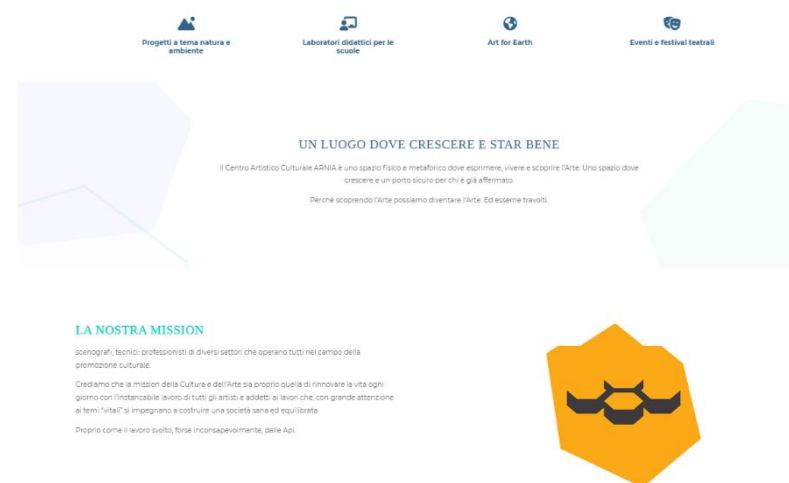 Progetti a tema natura e
ambiente
Laboratori didattici per le
scuole
Art for Earth
Eventi e festival teatrali
UN LUOGO DOVE CRESCERE E STAR BENE
Il Centro Artistico Culturale ARNIA è uno spazio fisico e metaforico dove esprimere, vivere e scoprire l'Arte. Uno spazio dove
crescere e un porto sicuro per chi è già affermato.
Perché scoprendo l'Arte possiamo diventare l'Arte. Ed esserne travolti.
LA NOSTRA MISSION
scenografi, tecnici: professionisti di diversi settori che operano tutti nel campo della
promozione culturale.
Crediamo che la mission della Cultura e dell'Arte sia proprio quella di rinnovare la vita ogni
giorno con l'instancabile lavoro di tutti gli artisti e addetti ai lavori che, con grande attenzione
ai temi "vitali" si impegnano a costruire una società sana ed equilibrata.
Proprio come il lavoro svolto, forse inconsapevolmente, dalle Api.